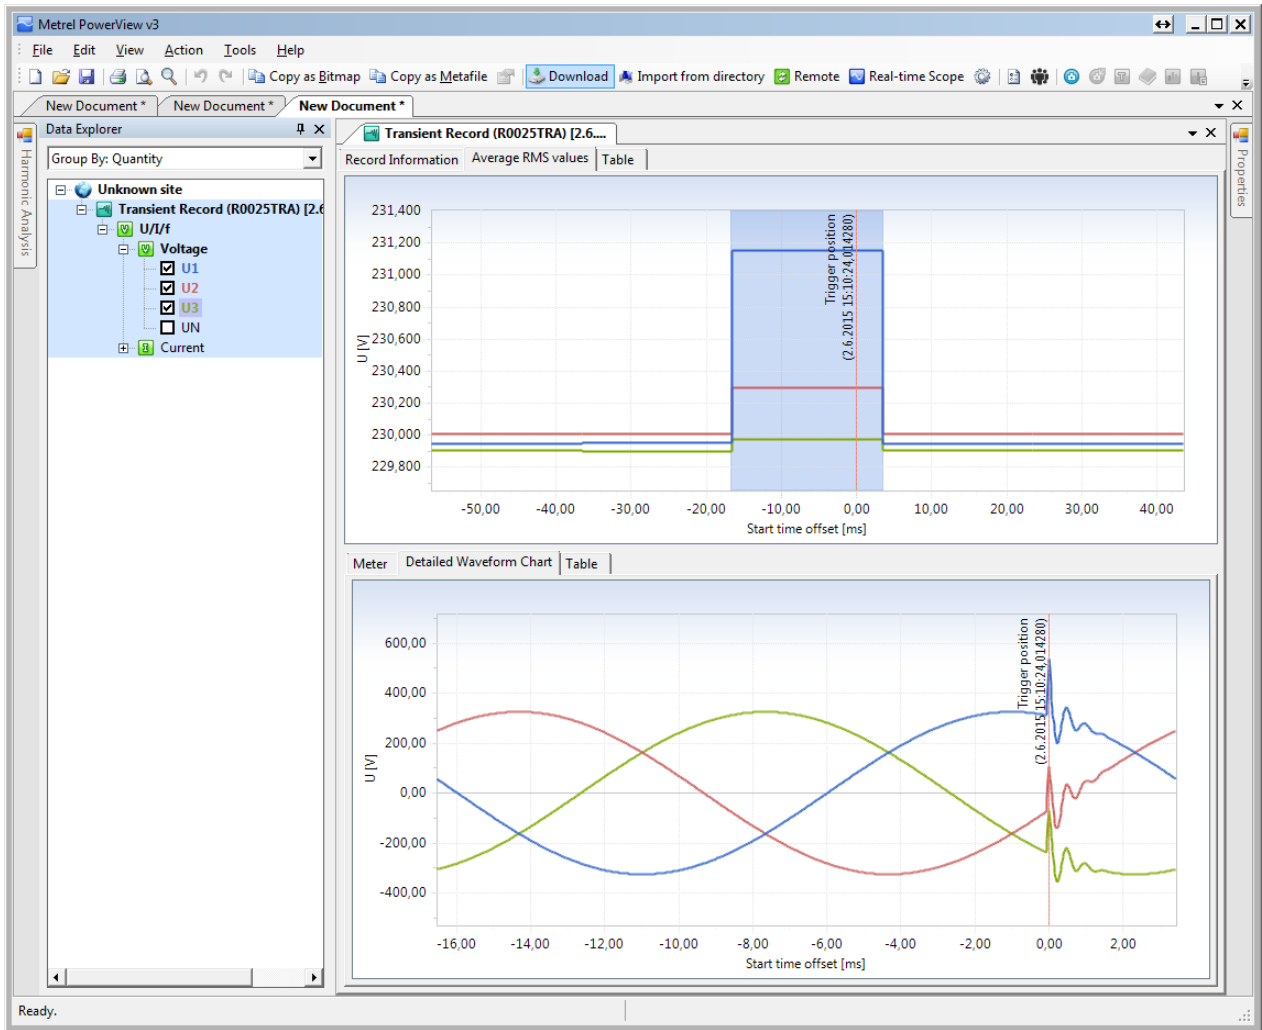 Metrel PowerView v3
File Edit View Action Tools Help
Copy as Bitmap Copy as Metafile Download Import from directory Remote Real-time Scope
New Document * New Document * New Document *
Data Explorer
Group By: Quantity
Unknown site
Transient Record (R0025TRA) [2.6
U/I/f
Voltage
U1
U2
U3
UN
Current
Harmonic Analysis
Transient Record (R0025TRA) [2.6....
Record Information Average RMS values Table
231,400
231,200
231,000
230,800
230,600
230,400
230,200
230,000
229,800
U [V]
Trigger position
(2.6.2015 15:10:24,014280)
-50,00 -40,00 -30,00 -20,00 -10,00 0,00 10,00 20,00 30,00 40,00
Start time offset [ms]
Meter Detailed Waveform Chart Table
600,00
400,00
200,00
0,00
-200,00
-400,00
U [V]
Trigger position
(2.6.2015 15:10:24,014280)
-16,00 -14,00 -12,00 -10,00 -8,00 -6,00 -4,00 -2,00 0,00 2,00
Start time offset [ms]
Properties
Ready.